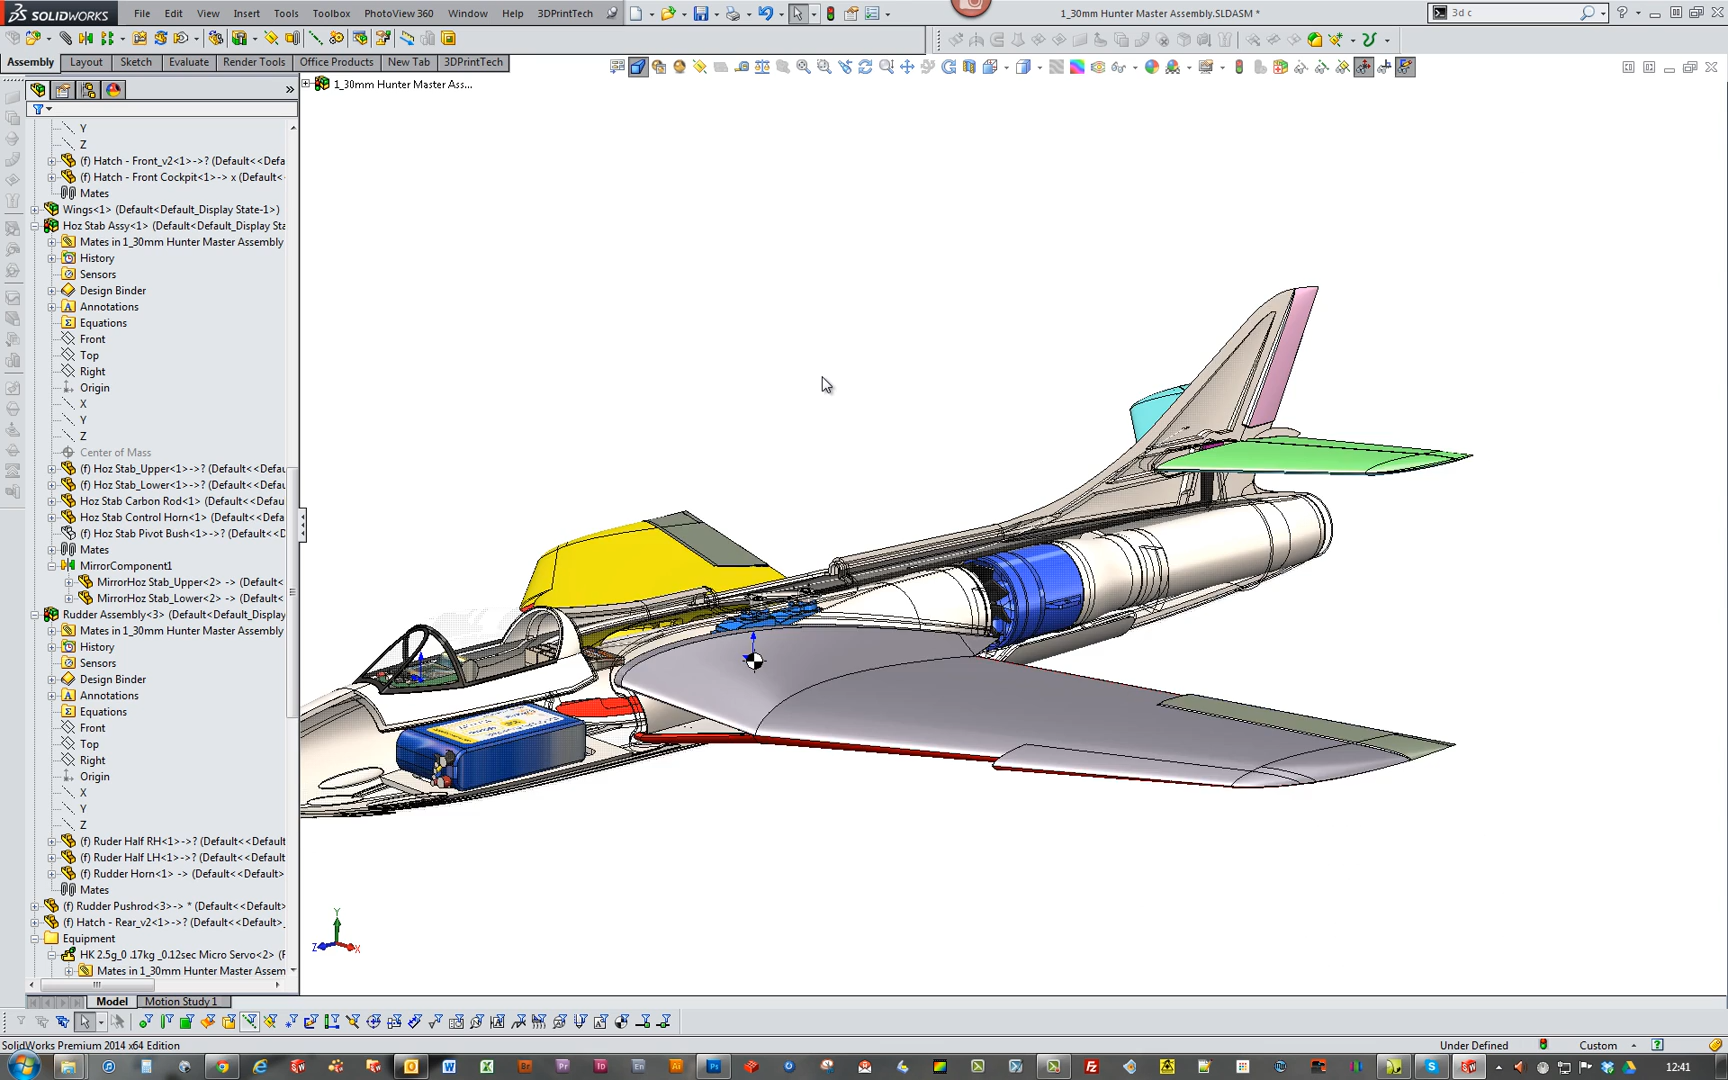 SOLIDWORKS File Edit View Insert Tools Toolbox PhotoView 360 Window Help 3DPrintTech 1_30mm Hunter Master Assembly.SLDASM * 3d c
Assembly Layout Sketch Evaluate Render Tools Office Products New Tab 3DPrintTech
1_30mm Hunter Master Ass...
Y
Z
(f) Hatch - Front_v2<1>->? (Default<<Defa
(f) Hatch - Front Cockpit<1>-> x (Default<
Mates
Wings<1> (Default<Default_Display State-1>)
Hoz Stab Assy<1> (Default<Default_Display Sta
Mates in 1_30mm Hunter Master Assembly
History
Sensors
Design Binder
Annotations
Equations
Front
Top
Right
Origin
X
Y
Z
Center of Mass
(f) Hoz Stab_Upper<1>->? (Default<<Defau
(f) Hoz Stab_Lower<1>->? (Default<<Defau
Hoz Stab Carbon Rod<1> (Default<<Defau
Hoz Stab Control Horn<1> (Default<<Defa
(f) Hoz Stab Pivot Bush<1>->? (Default<<D
Mates
MirrorComponent1
MirrorHoz Stab_Upper<2> -> (Default<
MirrorHoz Stab_Lower<2> -> (Default<
Rudder Assembly<3> (Default<Default_Display
Mates in 1_30mm Hunter Master Assembly
History
Sensors
Design Binder
Annotations
Equations
Front
Top
Right
Origin
X
Y
Z
(f) Ruder Half RH<1>->? (Default<<Default
(f) Ruder Half LH<1>->? (Default<<Default
(f) Rudder Horn<1> -> (Default<<Default>
Mates
(f) Rudder Pushrod<3>-> * (Default<<Default>
(f) Hatch - Rear_v2<1>->? (Default<<Default>_
Equipment
HK 2.5g_0 .17kg _0.12sec Micro Servo<2> (F
Mates in 1_30mm Hunter Master Assem
Y
Z X
Model Motion Study 1
SolidWorks Premium 2014 x64 Edition Under Defined Custom
12:41